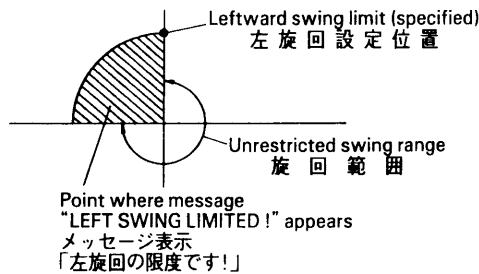 Leftward swing limit (specified)
左旋回設定位置
Unrestricted swing range
旋回範囲
Point where message
“LEFT SWING LIMITED !” appears
メッセージ表示
「左旋回の限度です!」